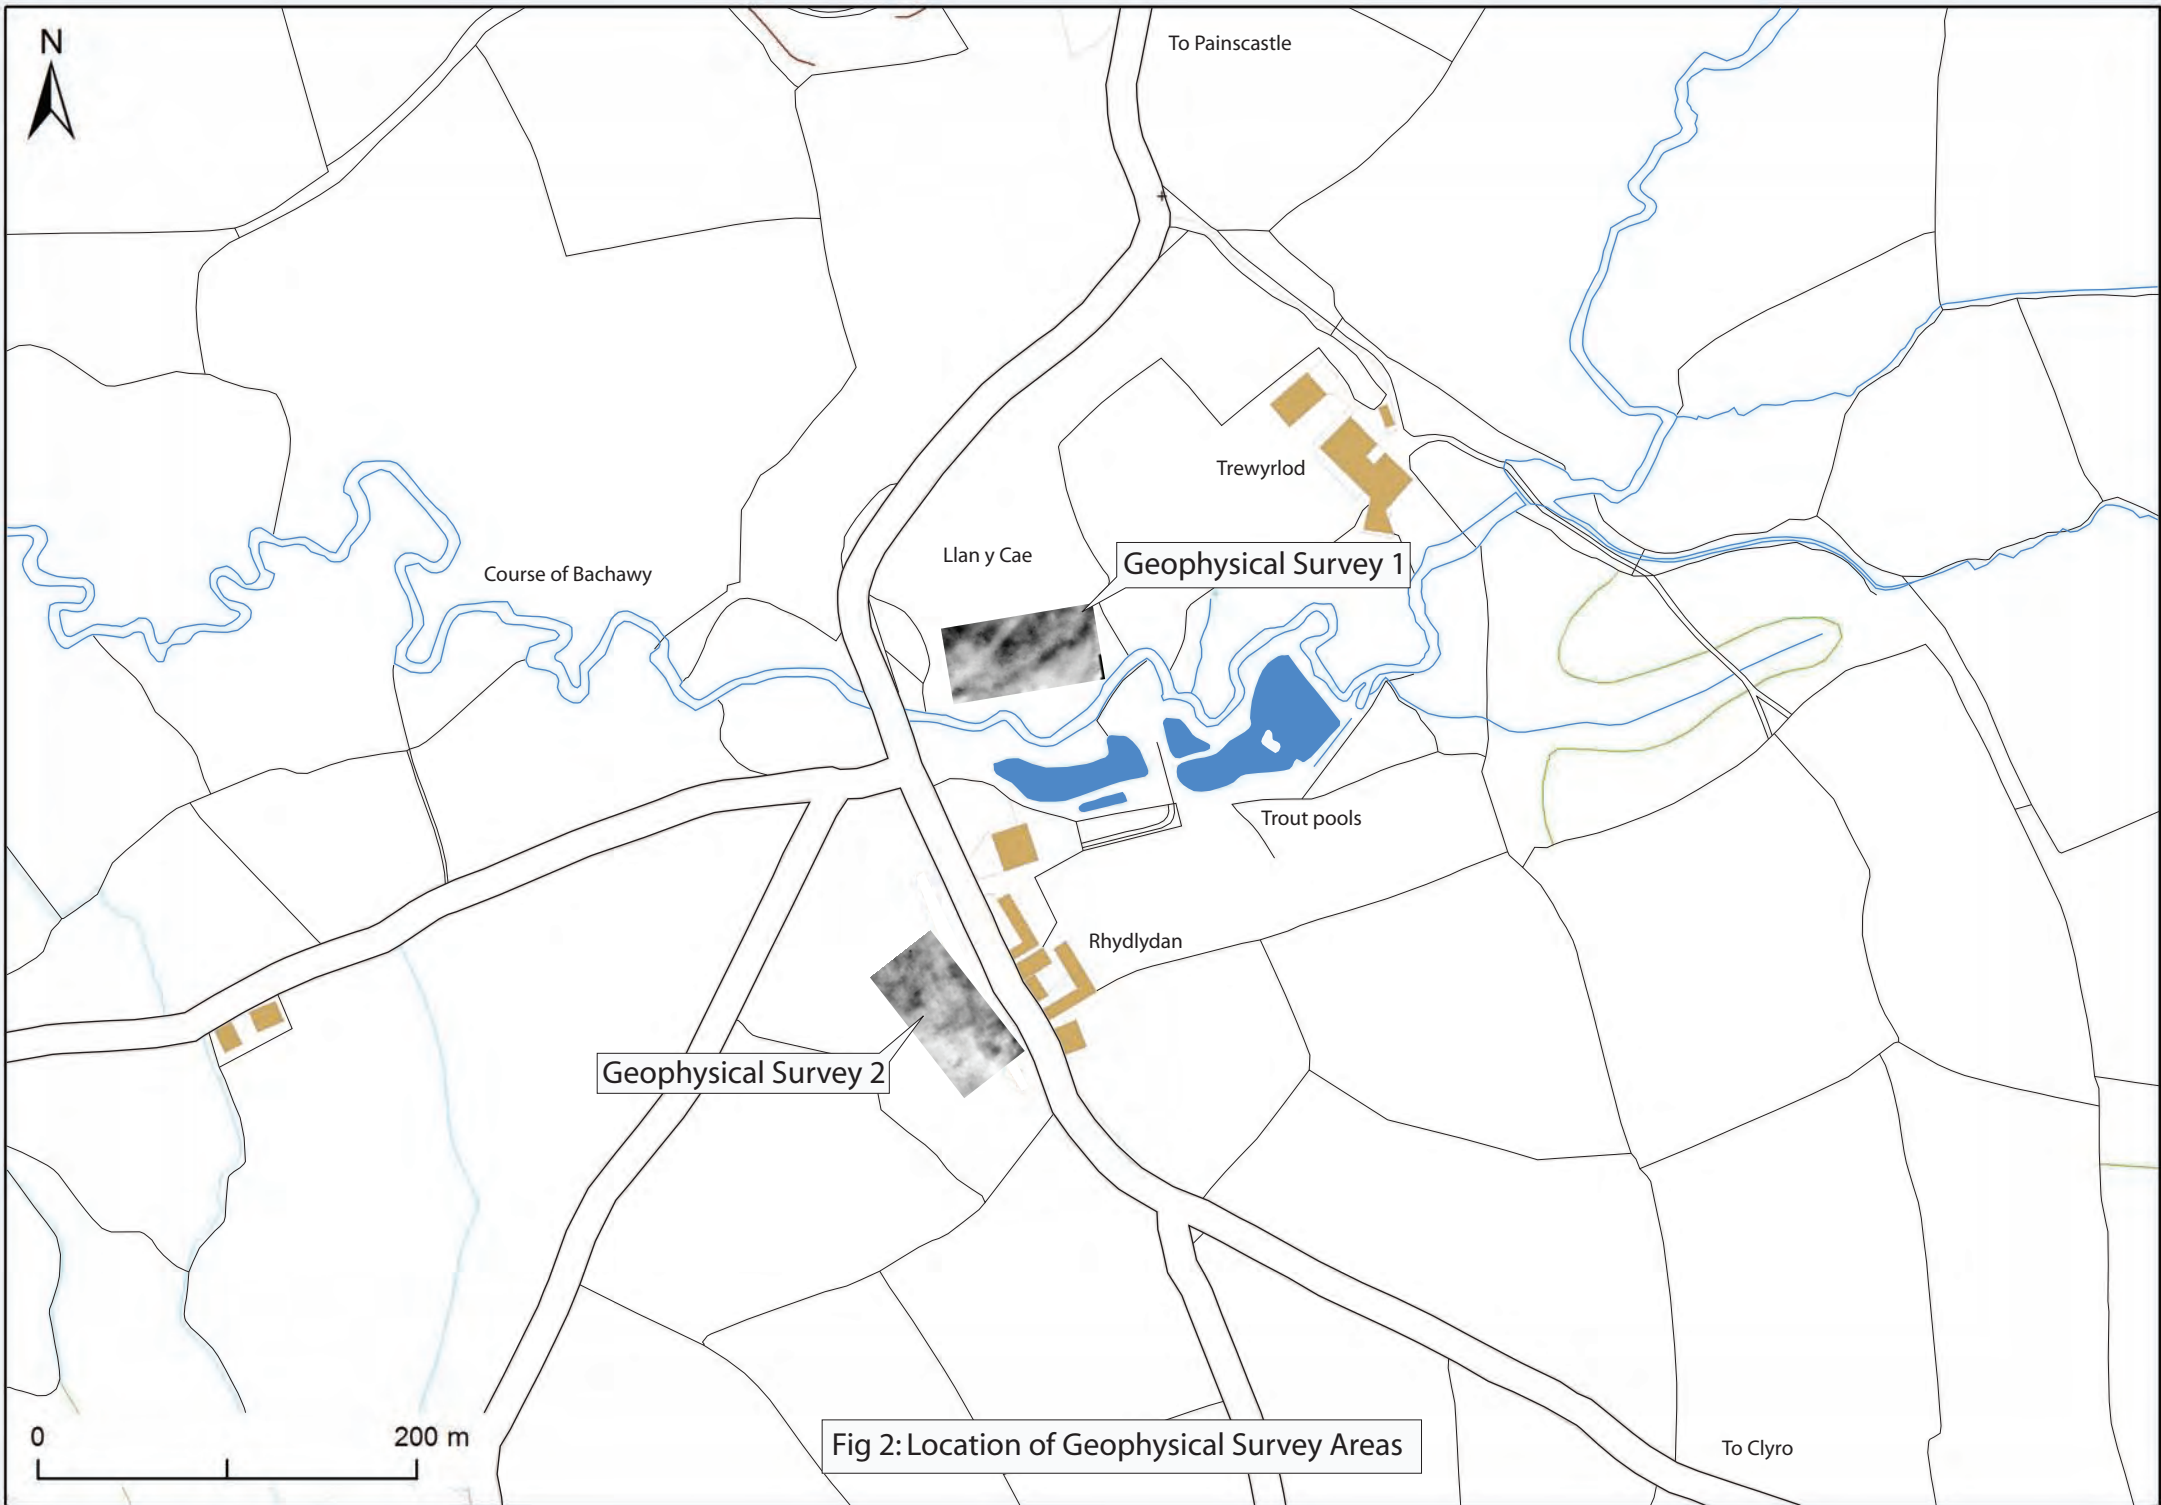 N
To Painscastle
Trewyrlod
Llan y Cae
Geophysical Survey 1
Course of Bachawy
Trout pools
Rhydlydan
Geophysical Survey 2
0
200 m
Fig 2: Location of Geophysical Survey Areas
To Clyro